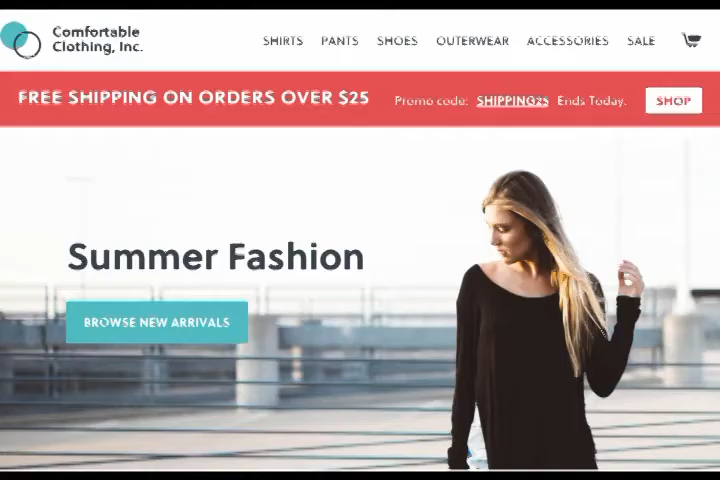 Comfortable
Clothing, Inc.
SHIRTS PANTS SHOES OUTERWEAR ACCESSORIES SALE
FREE SHIPPING ON ORDERS OVER $25 Promo code: SHIPPING25 Ends Today. SHOP
Summer Fashion
BROWSE NEW ARRIVALS